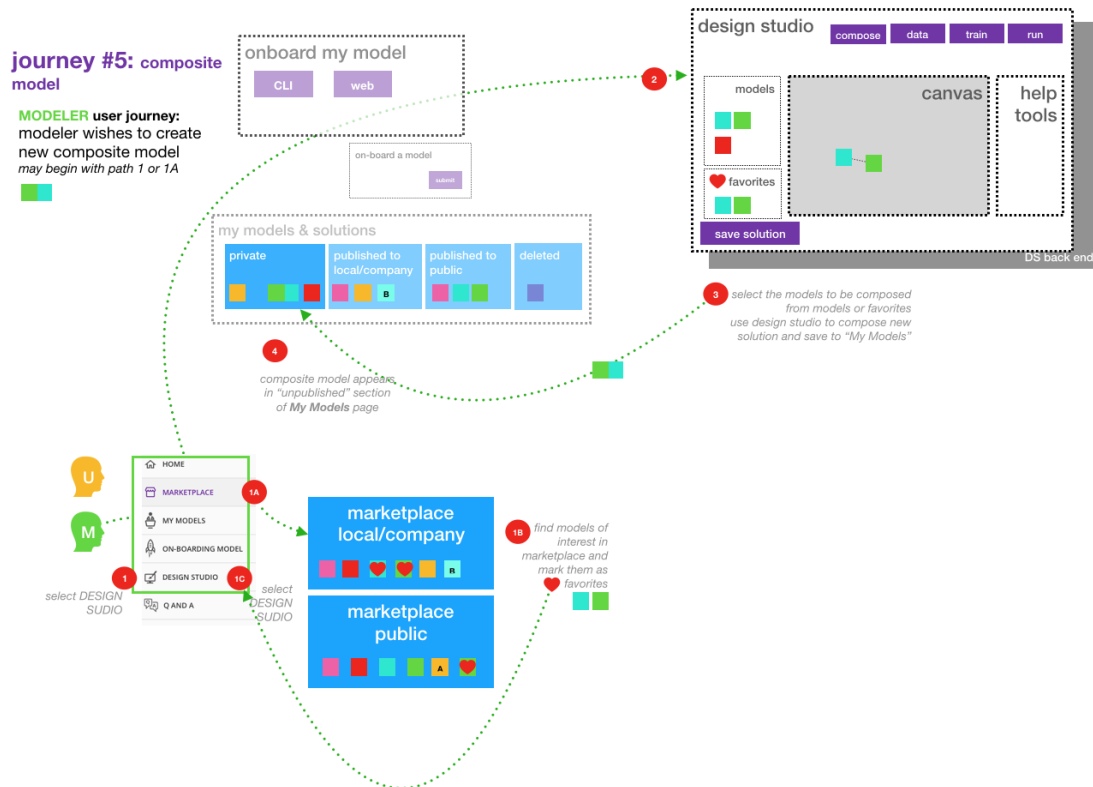 journey #5: composite
model
MODELER user journey:
modeler wishes to create
new composite model
may begin with path 1 or 1A
onboard my model
CLI
web
on-board a model
submit
my models & solutions
private
published to
local/company
published to
public
deleted
B
design studio
compose
data
train
run
models
favorites
save solution
canvas
help
tools
DS back end
2
3
select the models to be composed
from models or favorites
use design studio to compose new
solution and save to “My Models”
4
composite model appears
in “unpublished” section
of My Models page
U
M
HOME
MARKETPLACE
MY MODELS
ON-BOARDING MODEL
DESIGN STUDIO
Q AND A
1A
1
1C
select DESIGN
SUDIO
select
DESIGN
SUDIO
marketplace
local/company
B
marketplace
public
A
1B
find models of
interest in
marketplace and
mark them as
favorites